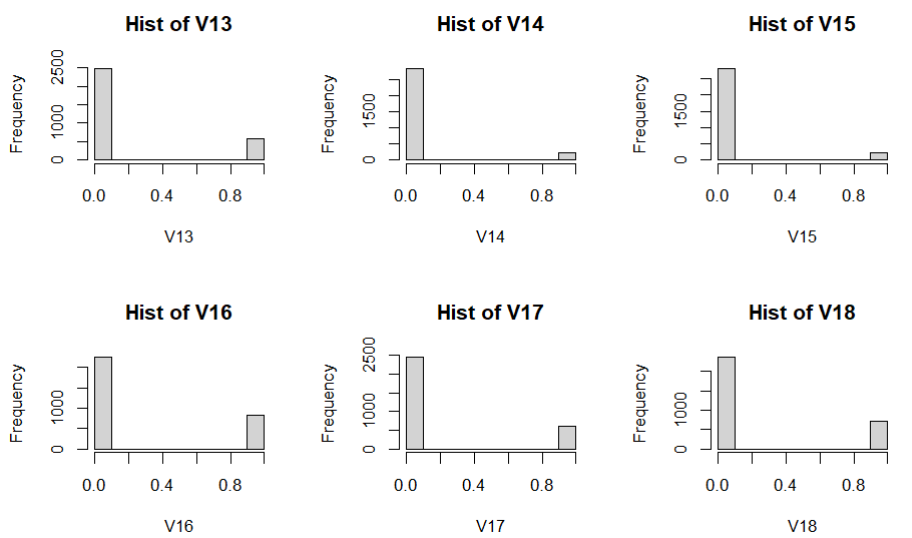 Hist of V13
Frequency
0 1000 2500
0.0 0.4 0.8
V13
Hist of V14
Frequency
0 1500
0.0 0.4 0.8
V14
Hist of V15
Frequency
0 1500
0.0 0.4 0.8
V15
Hist of V16
Frequency
0 1000
0.0 0.4 0.8
V16
Hist of V17
Frequency
0 1000 2500
0.0 0.4 0.8
V17
Hist of V18
Frequency
0 1000
0.0 0.4 0.8
V18